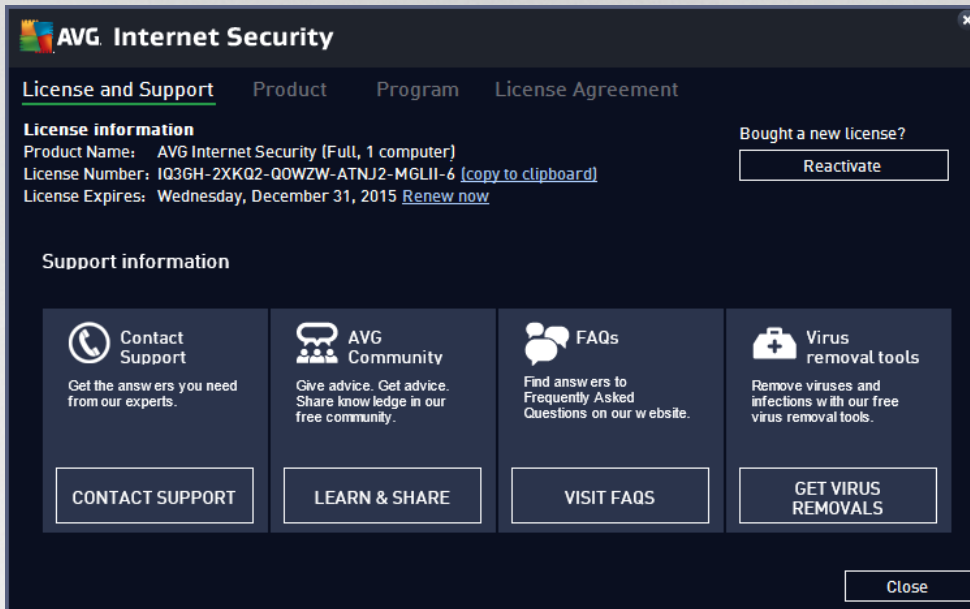 AVG. Internet Security
License and Support Product Program License Agreement
License information
Product Name: AVG Internet Security (Full, 1 computer)
License Number: IQ3GH-2XKQ2-QOWZW-ATNJ2-MGLII-6 (copy to clipboard)
License Expires: Wednesday, December 31, 2015 Renew now
Bought a new license?
Reactivate
Support information
Contact
Support
Get the answers you need
from our experts.
CONTACT SUPPORT
AVG
Community
Give advice. Get advice.
Share knowledge in our
free community.
LEARN & SHARE
FAQs
Find answers to
Frequently Asked
Questions on our website.
VISIT FAQS
Virus
removal tools
Remove viruses and
infections with our free
virus removal tools.
GET VIRUS
REMOVALS
Close